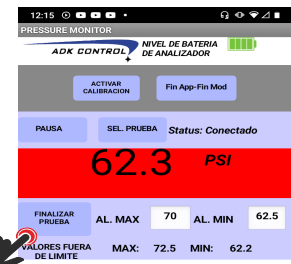 12:15
PRESSURE MONITOR
ADK CONTROL
NIVEL DE BATERIA
DE ANALIZADOR
ACTIVAR
CALIBRACION
Fin App-Fin Mod
PAUSA
SEL. PRUEBA
Status: Conectado
62.3 PSI
FINALIZAR
PRUEBA
AL. MAX 70 AL. MIN 62.5
VALORES FUERA
DE LIMITE
MAX: 72.5 MIN: 62.2